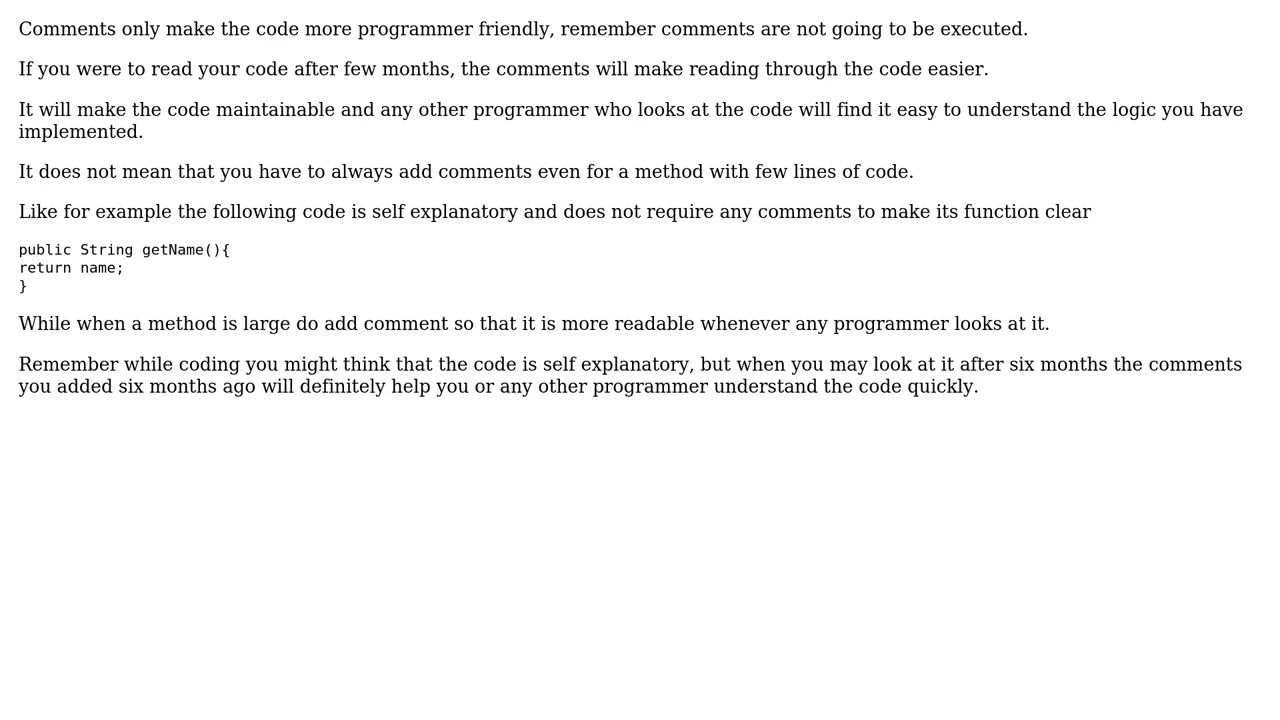 Comments only make the code more programmer friendly, remember comments are not going to be executed.
If you were to read your code after few months, the comments will make reading through the code easier.
It will make the code maintainable and any other programmer who looks at the code will find it easy to understand the logic you have
implemented.
It does not mean that you have to always add comments even for a method with few lines of code.
Like for example the following code is self explanatory and does not require any comments to make its function clear
public String getName(){
return name;
}
While when a method is large do add comment so that it is more readable whenever any programmer looks at it.
Remember while coding you might think that the code is self explanatory, but when you may look at it after six months the comments
you added six months ago will definitely help you or any other programmer understand the code quickly.